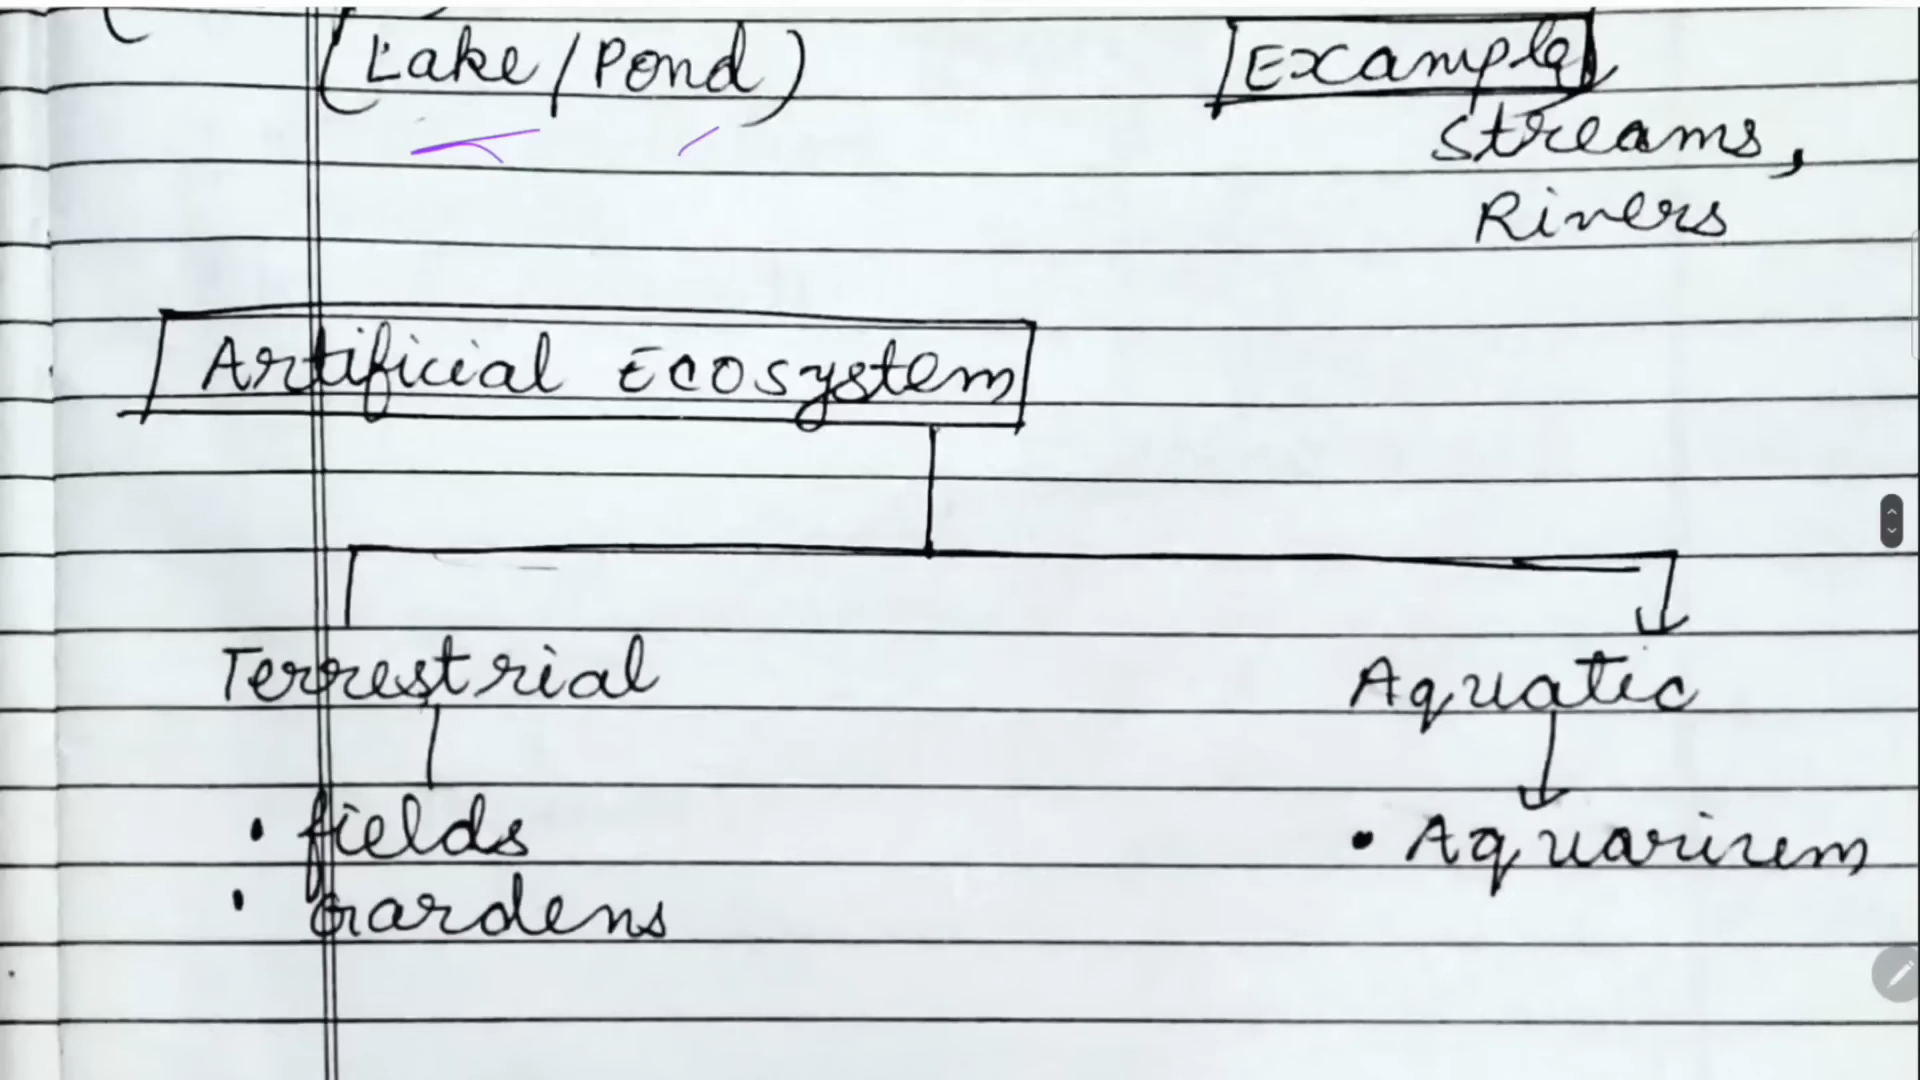 (Lake/Pond)
Example
streams,
Rivers
Artificial Ecosystem
Terrestrial
Aquatic
• fields
• Aquarium
• Gardens